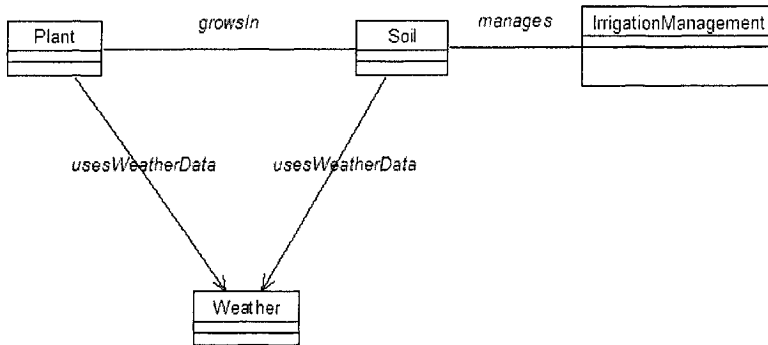 growsIn
manages
Plant
Soil
IrrigationManagement
usesWeatherData
usesWeatherData
Weather